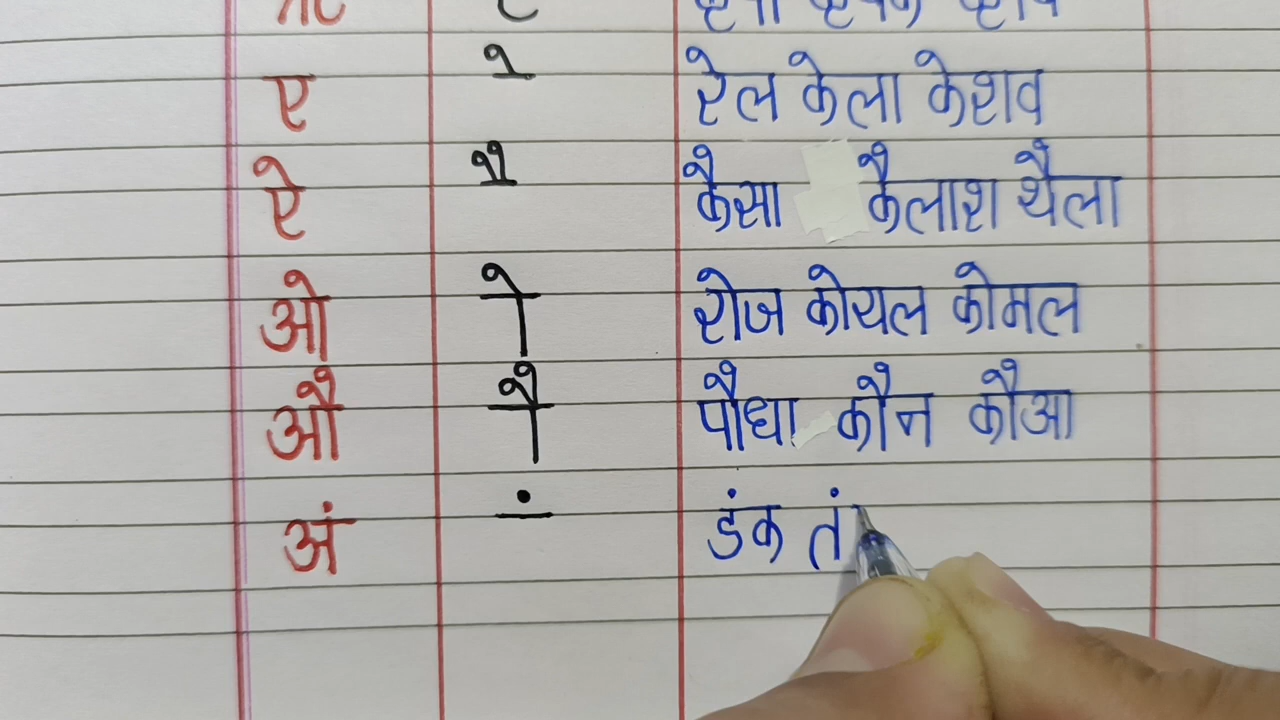 ए े रेल केला केशव
ऐ ै कैसा कैलाश थैला
ओ ो रोज कोयल कोमल
औ ौ पौधा कौन कौआ
अं ं डंक तं